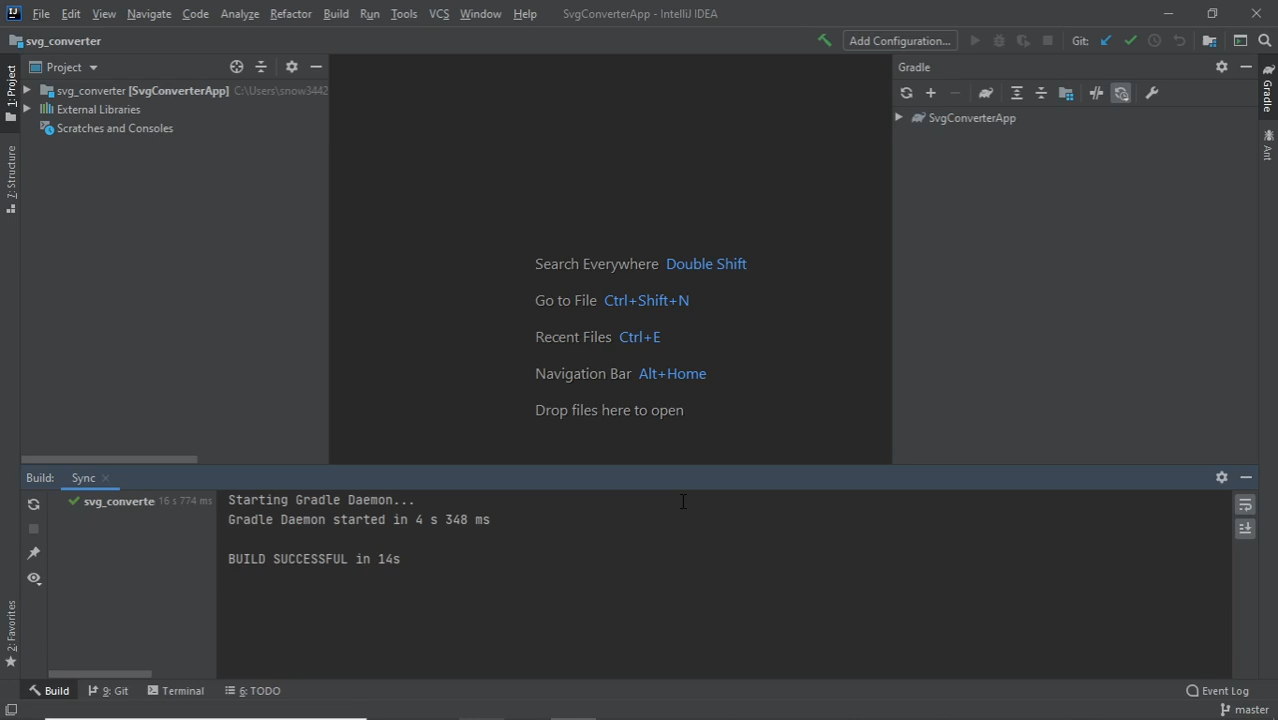 File Edit View Navigate Code Analyze Refactor Build Run Tools VCS Window Help SvgConverterApp - IntelliJ IDEA
svg_converter Add Configuration... Git:
1: Project
7: Structure
2: Favorites
Project
svg_converter [SvgConverterApp] C:\Users\snow3442
External Libraries
Scratches and Consoles
Search Everywhere Double Shift
Go to File Ctrl+Shift+N
Recent Files Ctrl+E
Navigation Bar Alt+Home
Drop files here to open
Gradle
SvgConverterApp
Gradle
Ant
Build: Sync
svg_converte 16 s 774 ms
Starting Gradle Daemon...
Gradle Daemon started in 4 s 348 ms
BUILD SUCCESSFUL in 14s
Build 9: Git Terminal 6: TODO Event Log
master